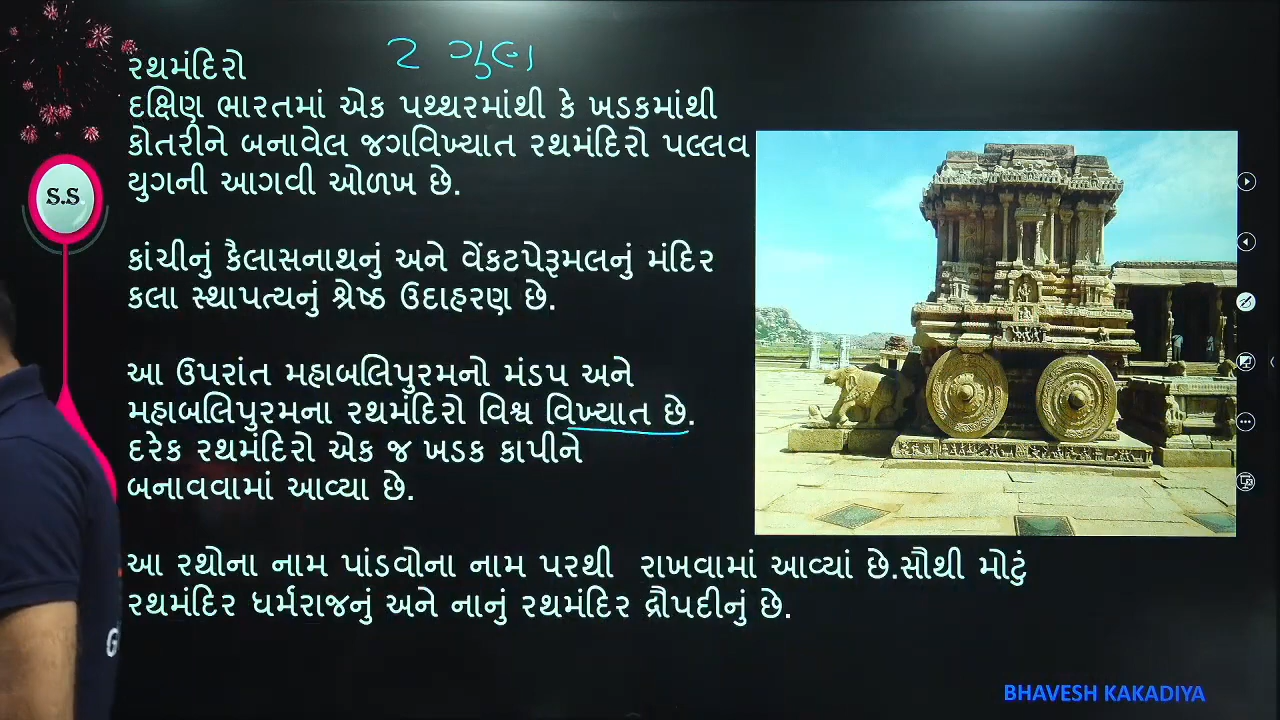 રથમંદિરો
દક્ષિણ ભારતમાં એક પથ્થરમાંથી કે ખડકમાંથી
કોતરીને બનાવેલ જગવિખ્યાત રથમંદિરો પલ્લવ
યુગની આગવી ઓળખ છે.
S.S
કાંચીનું કૈલાસનાથનું અને વેંકટપેરૂમલનું મંદિર
કલા સ્થાપત્યનું શ્રેષ્ઠ ઉદાહરણ છે.
આ ઉપરાંત મહાબલિપુરમનો મંડપ અને
મહાબલિપુરમના રથમંદિરો વિશ્વ વિખ્યાત છે.
દરેક રથમંદિરો એક જ ખડક કાપીને
બનાવવામાં આવ્યા છે.
આ રથોના નામ પાંડવોના નામ પરથી રાખવામાં આવ્યાં છે.સૌથી મોટું
રથમંદિર ધર્મરાજનું અને નાનું રથમંદિર દ્રૌપદીનું છે.
BHAVESH KAKADIYA